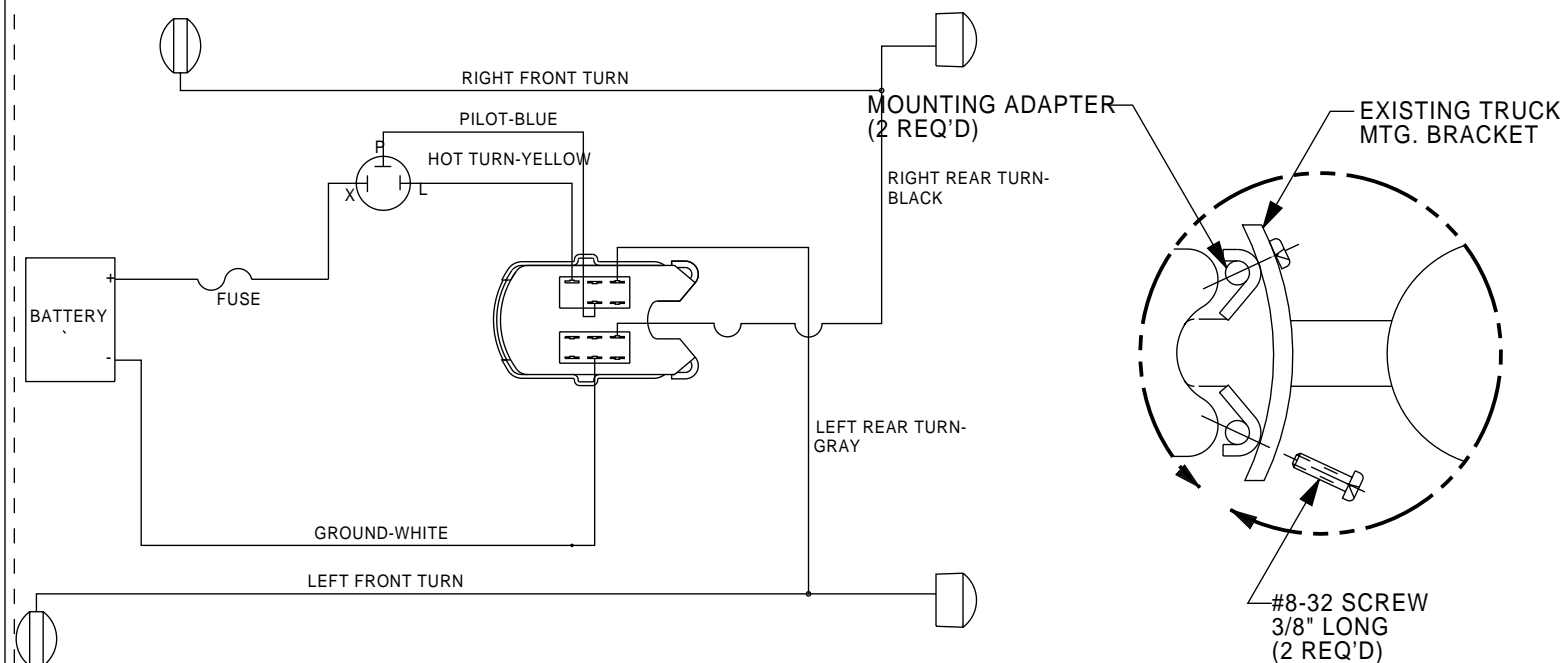 RIGHT FRONT TURN
MOUNTING ADAPTER
(2 REQ'D)
EXISTING TRUCK
MTG. BRACKET
PILOT-BLUE
P
HOT TURN-YELLOW
X
L
RIGHT REAR TURN-
BLACK
+
FUSE
BATTERY
-
LEFT REAR TURN-
GRAY
GROUND-WHITE
LEFT FRONT TURN
#8-32 SCREW
3/8" LONG
(2 REQ'D)